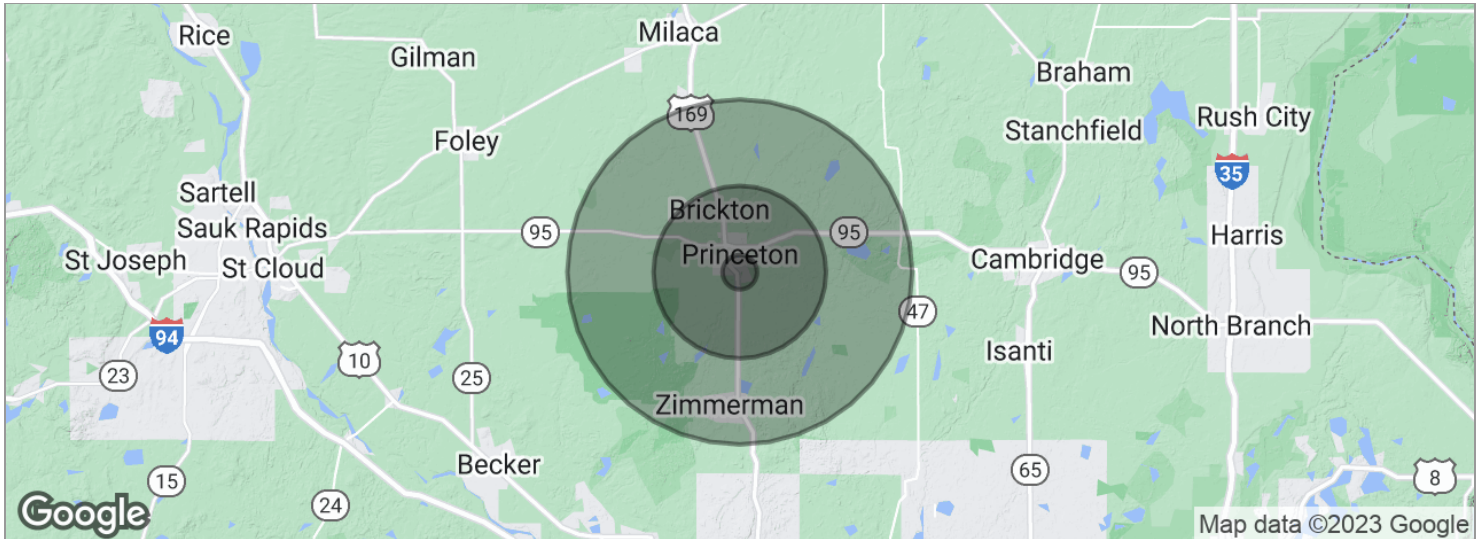 Rice
Gilman
Milaca
Braham
169
Rush City
Stanchfield
Foley
35
Sartell
Brickton
Sauk Rapids
95
95
Harris
St Joseph
St Cloud
Princeton
Cambridge
95
47
94
North Branch
10
Isanti
23
25
Zimmerman
Becker
65
15
8
24
Google
Map data ©2023 Google